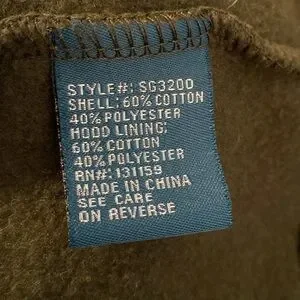 STYLE#: SG3200
SHELL: 60% COTTON
40% POLYESTER
HOOD LINING:
60% COTTON
40% POLYESTER
RN#: 131159
MADE IN CHINA
SEE CARE
ON REVERSE